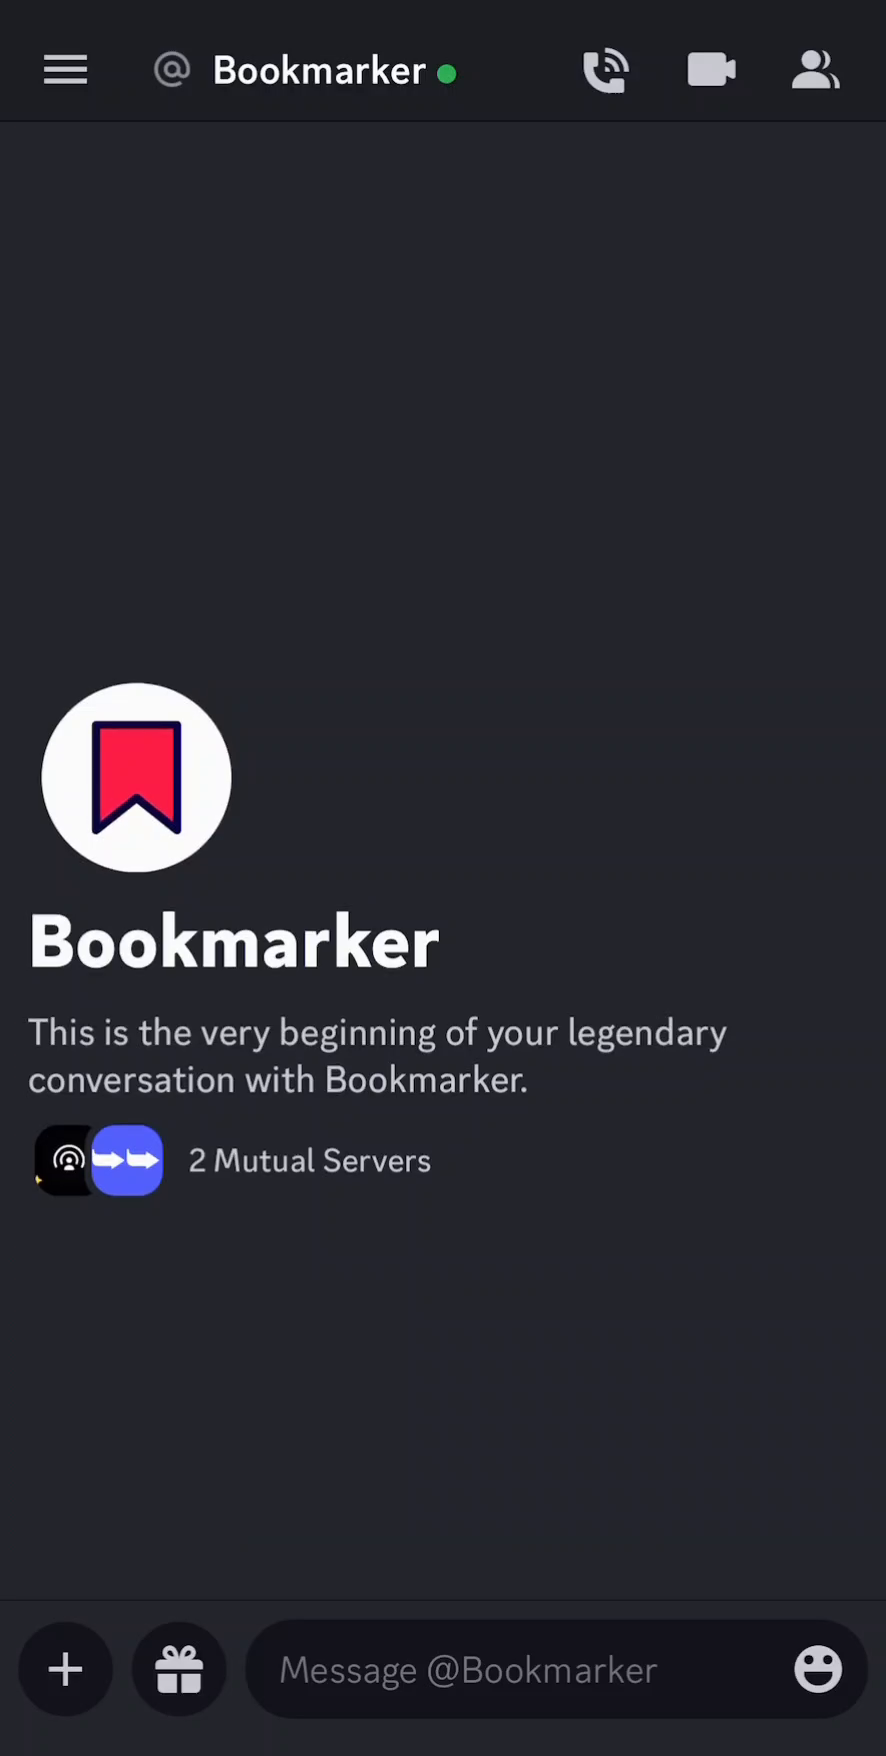 @ Bookmarker
Bookmarker
This is the very beginning of your legendary
conversation with Bookmarker.
2 Mutual Servers
Message @Bookmarker